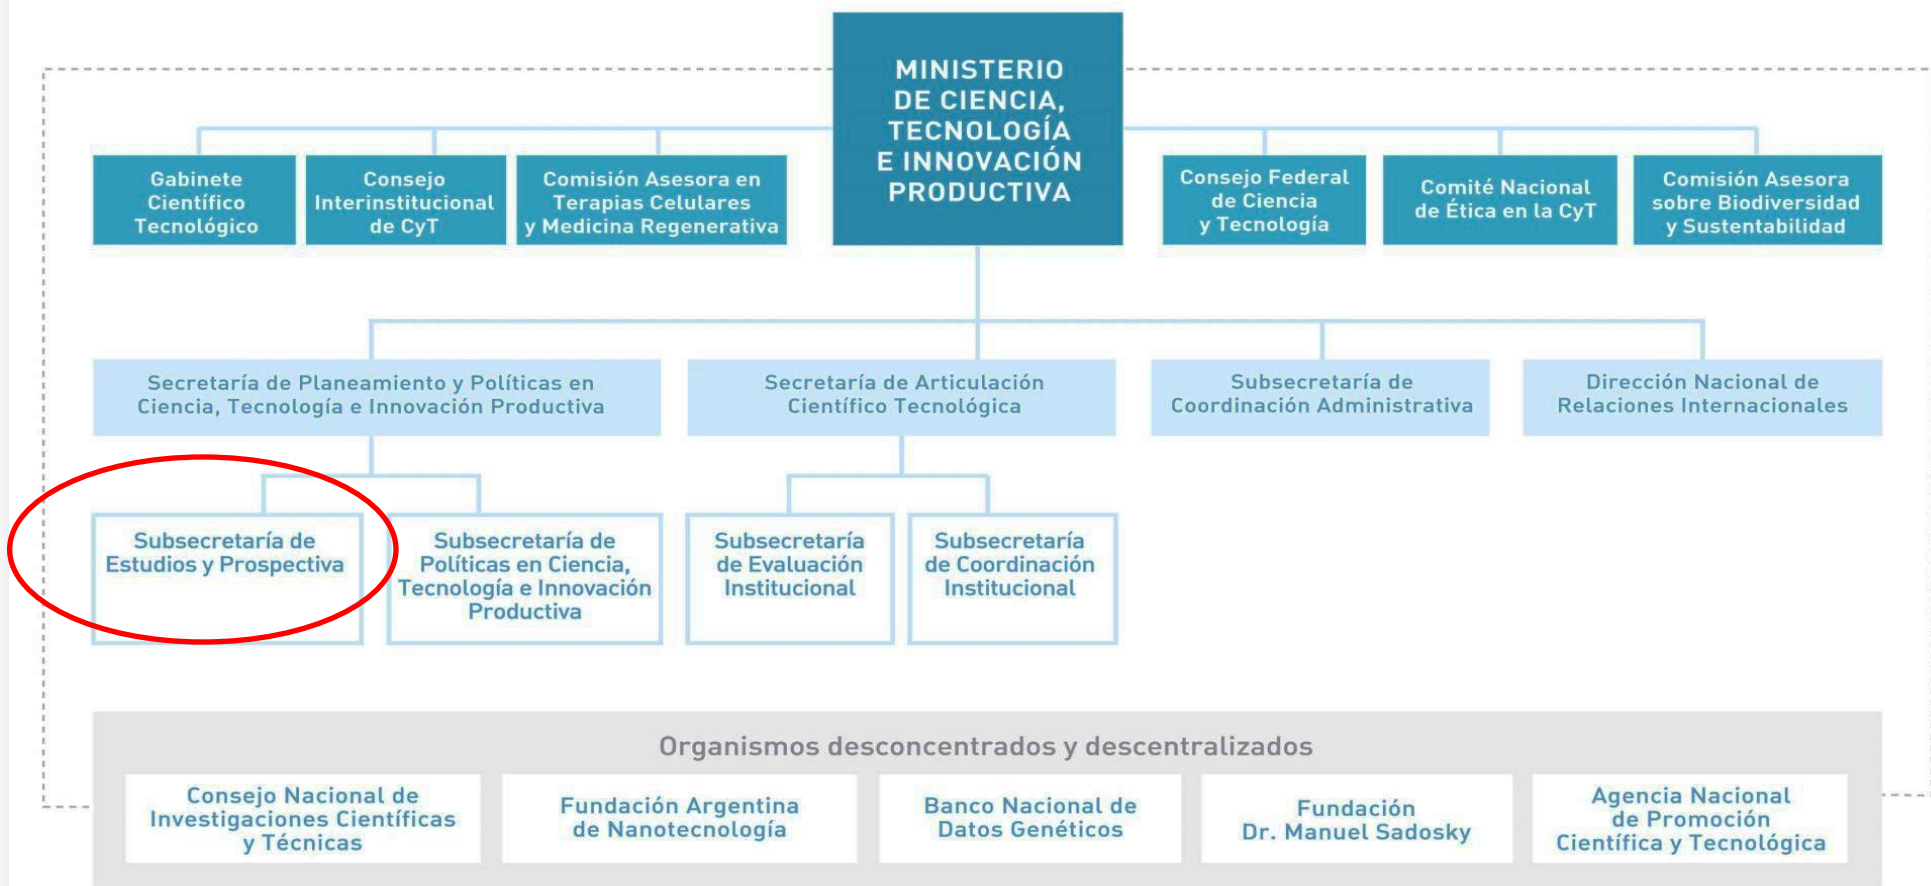 MINISTERIO
DE CIENCIA,
TECNOLOGÍA
E INNOVACIÓN
PRODUCTIVA
Gabinete
Científico
Tecnológico
Consejo
Interinstitucional
de CyT
Comisión Asesora en
Terapias Celulares
y Medicina Regenerativa
Consejo Federal
de Ciencia
y Tecnología
Comité Nacional
de Ética en la CyT
Comisión Asesora
sobre Biodiversidad
y Sustentabilidad
Secretaría de Planeamiento y Políticas en
Ciencia, Tecnología e Innovación Productiva
Secretaría de Articulación
Científico Tecnológica
Subsecretaría de
Coordinación Administrativa
Dirección Nacional de
Relaciones Internacionales
Subsecretaría de
Estudios y Prospectiva
Subsecretaría de
Políticas en Ciencia,
Tecnología e Innovación
Productiva
Subsecretaría
de Evaluación
Institucional
Subsecretaría
de Coordinación
Institucional
Organismos desconcentrados y descentralizados
Consejo Nacional de
Investigaciones Científicas
y Técnicas
Fundación Argentina
de Nanotecnología
Banco Nacional de
Datos Genéticos
Fundación
Dr. Manuel Sadosky
Agencia Nacional
de Promoción
Científica y Tecnológica